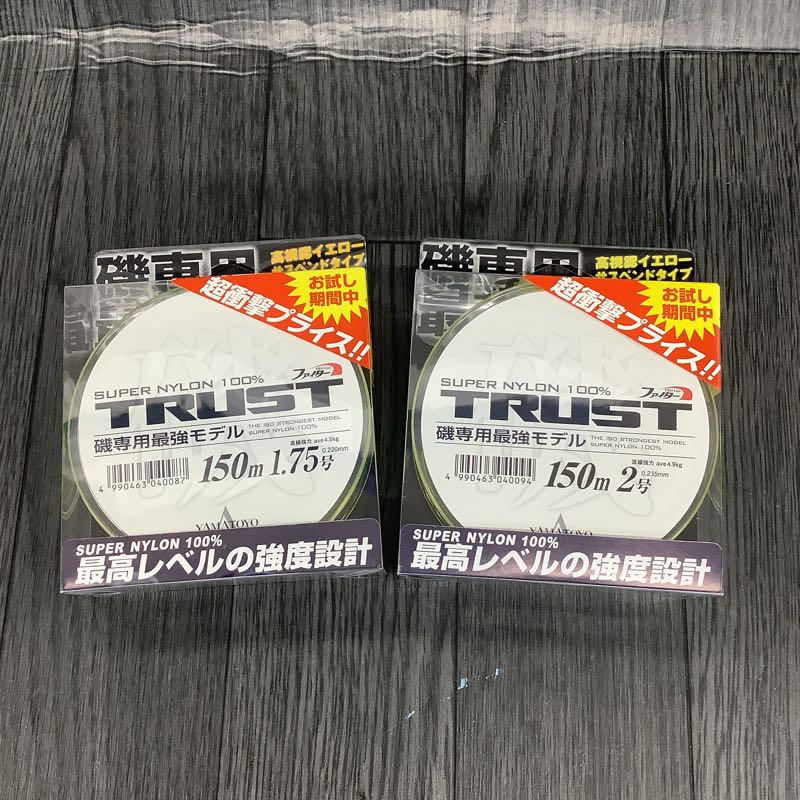 磯専用
高視認イエロー
サスペンドタイプ
お試し
期間中
超衝撃プライス!!
SUPER NYLON 100%
ファイター
TRUST
磯専用最強モデル
THE ISO STRONGEST MODEL
SUPER NYLON 100%
4 990463 040087
150m 1.75号
直線強力 ave4.5kg
0.220mm
YAMATOYO
SUPER NYLON 100%
最高レベルの強度設計
磯専用
高視認イエロー
サスペンドタイプ
お試し
期間中
超衝撃プライス!!
SUPER NYLON 100%
ファイター
TRUST
磯専用最強モデル
THE ISO STRONGEST MODEL
SUPER NYLON 100%
4 990463 040094
150m 2号
直線強力 ave4.9kg
0.235mm
YAMATOYO
SUPER NYLON 100%
最高レベルの強度設計